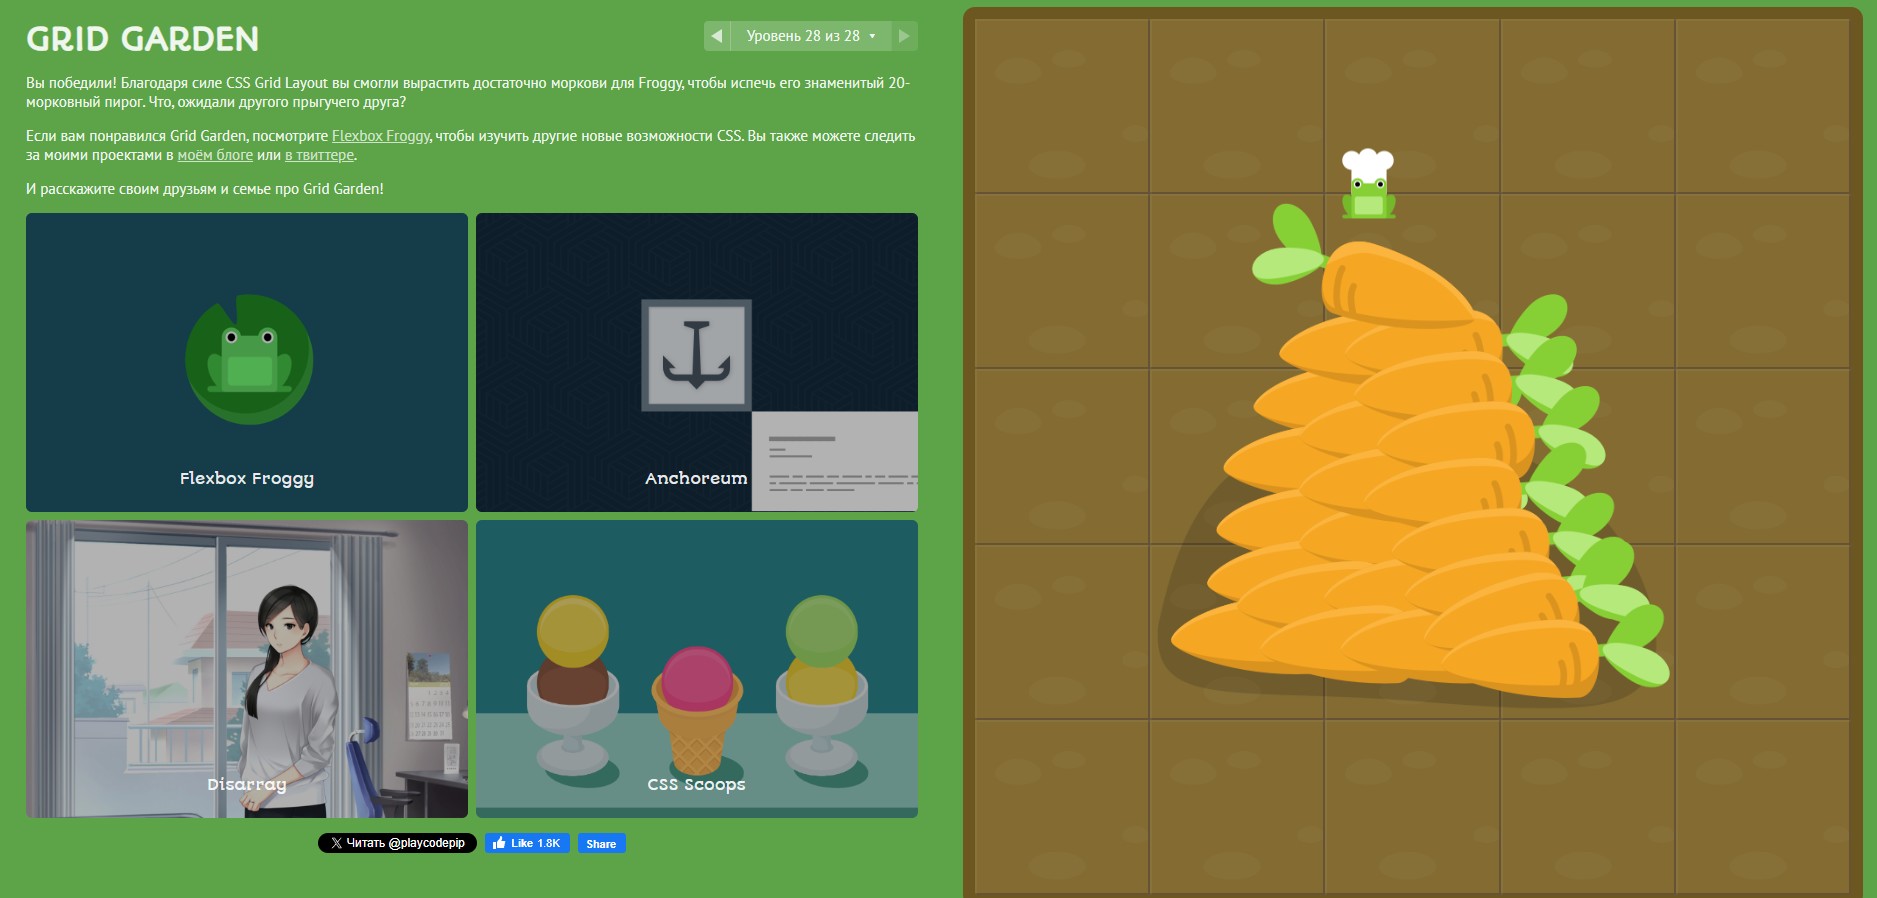 GRID GARDEN
Уровень 28 из 28
Вы победили! Благодаря силе CSS Grid Layout вы смогли вырастить достаточно моркови для Froggy, чтобы испечь его знаменитый 20-
морковный пирог. Что, ожидали другого прыгучего друга?
Если вам понравился Grid Garden, посмотрите Flexbox Froggy, чтобы изучить другие новые возможности CSS. Вы также можете следить
за моими проектами в моём блоге или в твиттере.
И расскажите своим друзьям и семье про Grid Garden!
Flexbox Froggy
Anchoreum
Disarray
CSS Scoops
Читать @playcodepip
Like 1.8K
Share